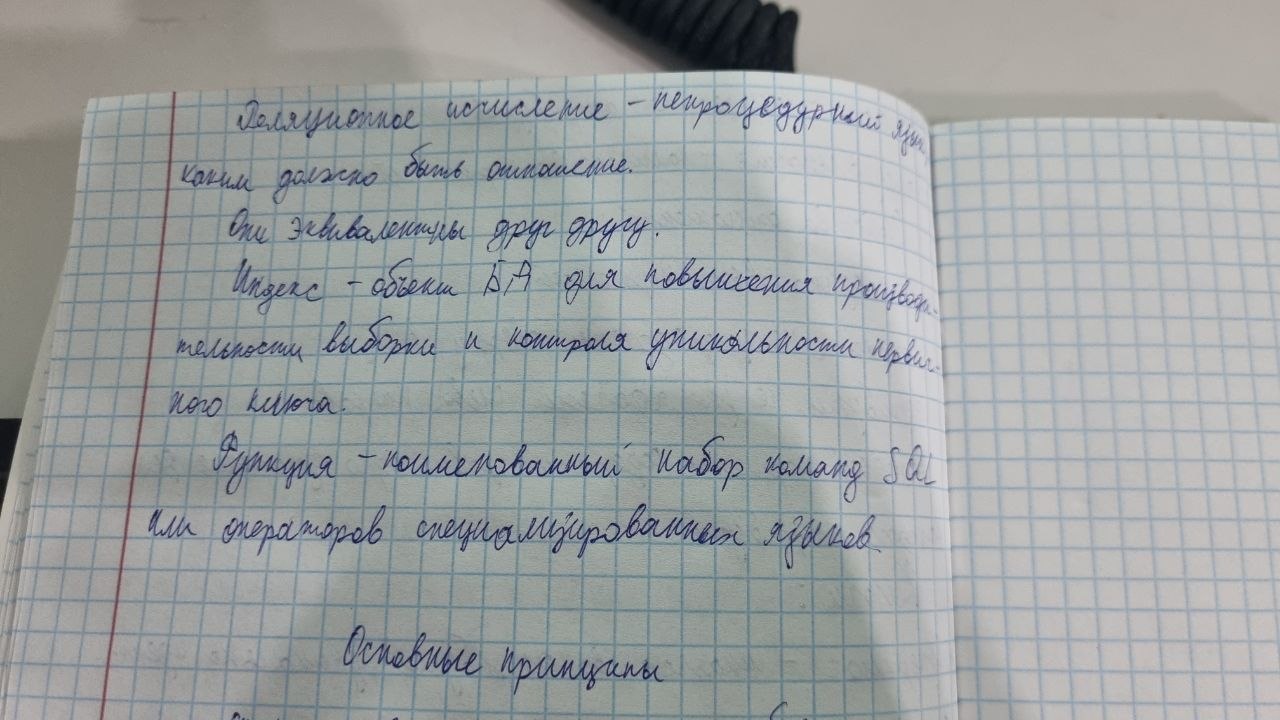 Реляционное исчисление – непроцедурный язык,
каким должно быть отношение.
Они эквивалентны друг другу.
Индекс – объект БД для повышения производи-
тельности выборки и контроля уникальности первич-
ного ключа.
Функция – поименованный набор команд SQL
или операторов специализированных языков.
Основные принципы